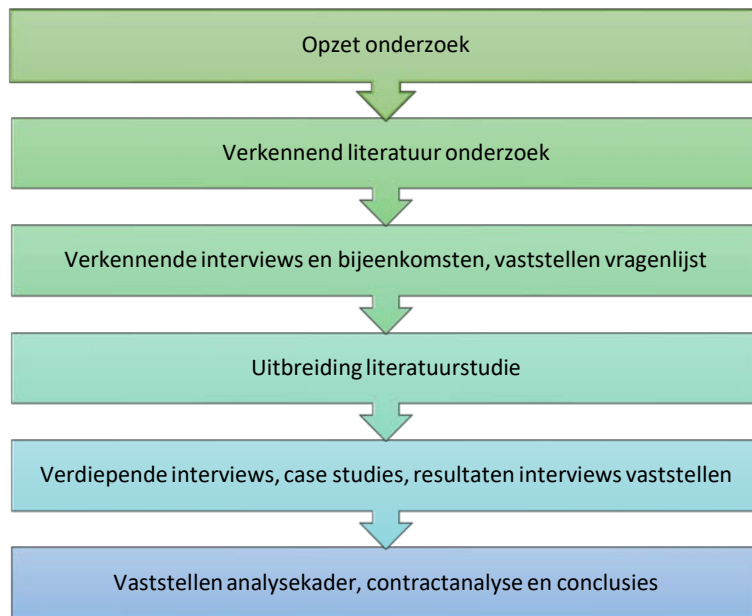 Opzet onderzoek
Verkennend literatuur onderzoek
Verkennende interviews en bijeenkomsten, vaststellen vragenlijst
Uitbreiding literatuurstudie
Verdiepende interviews, case studies, resultaten interviews vaststellen
Vaststellen analysekader, contractanalyse en conclusies